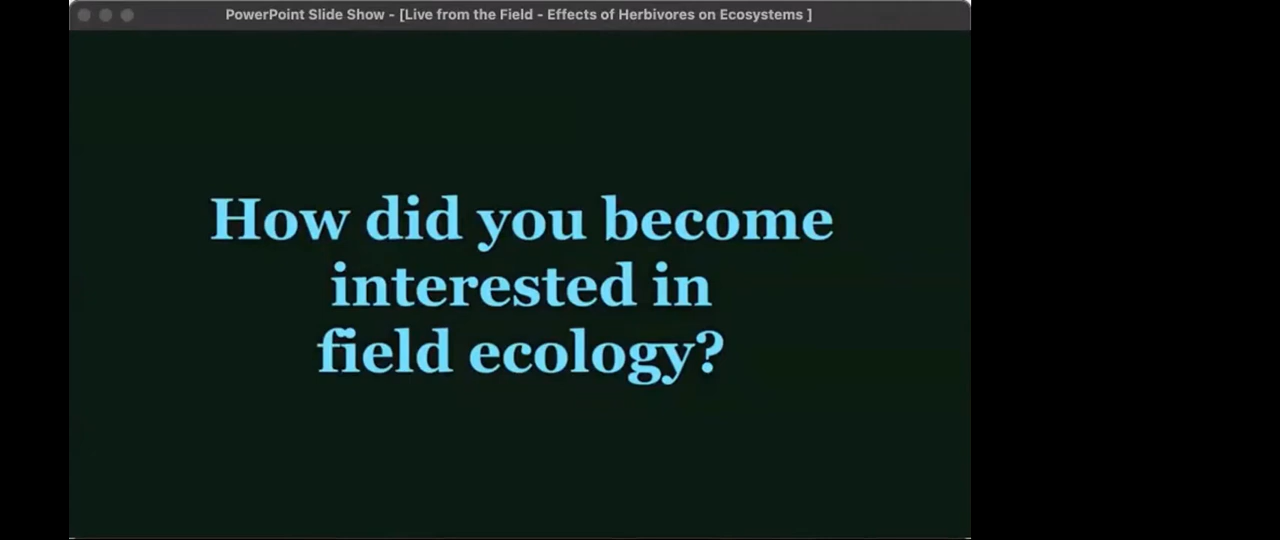 PowerPoint Slide Show - [Live from the Field - Effects of Herbivores on Ecosystems ]
How did you become
interested in
field ecology?